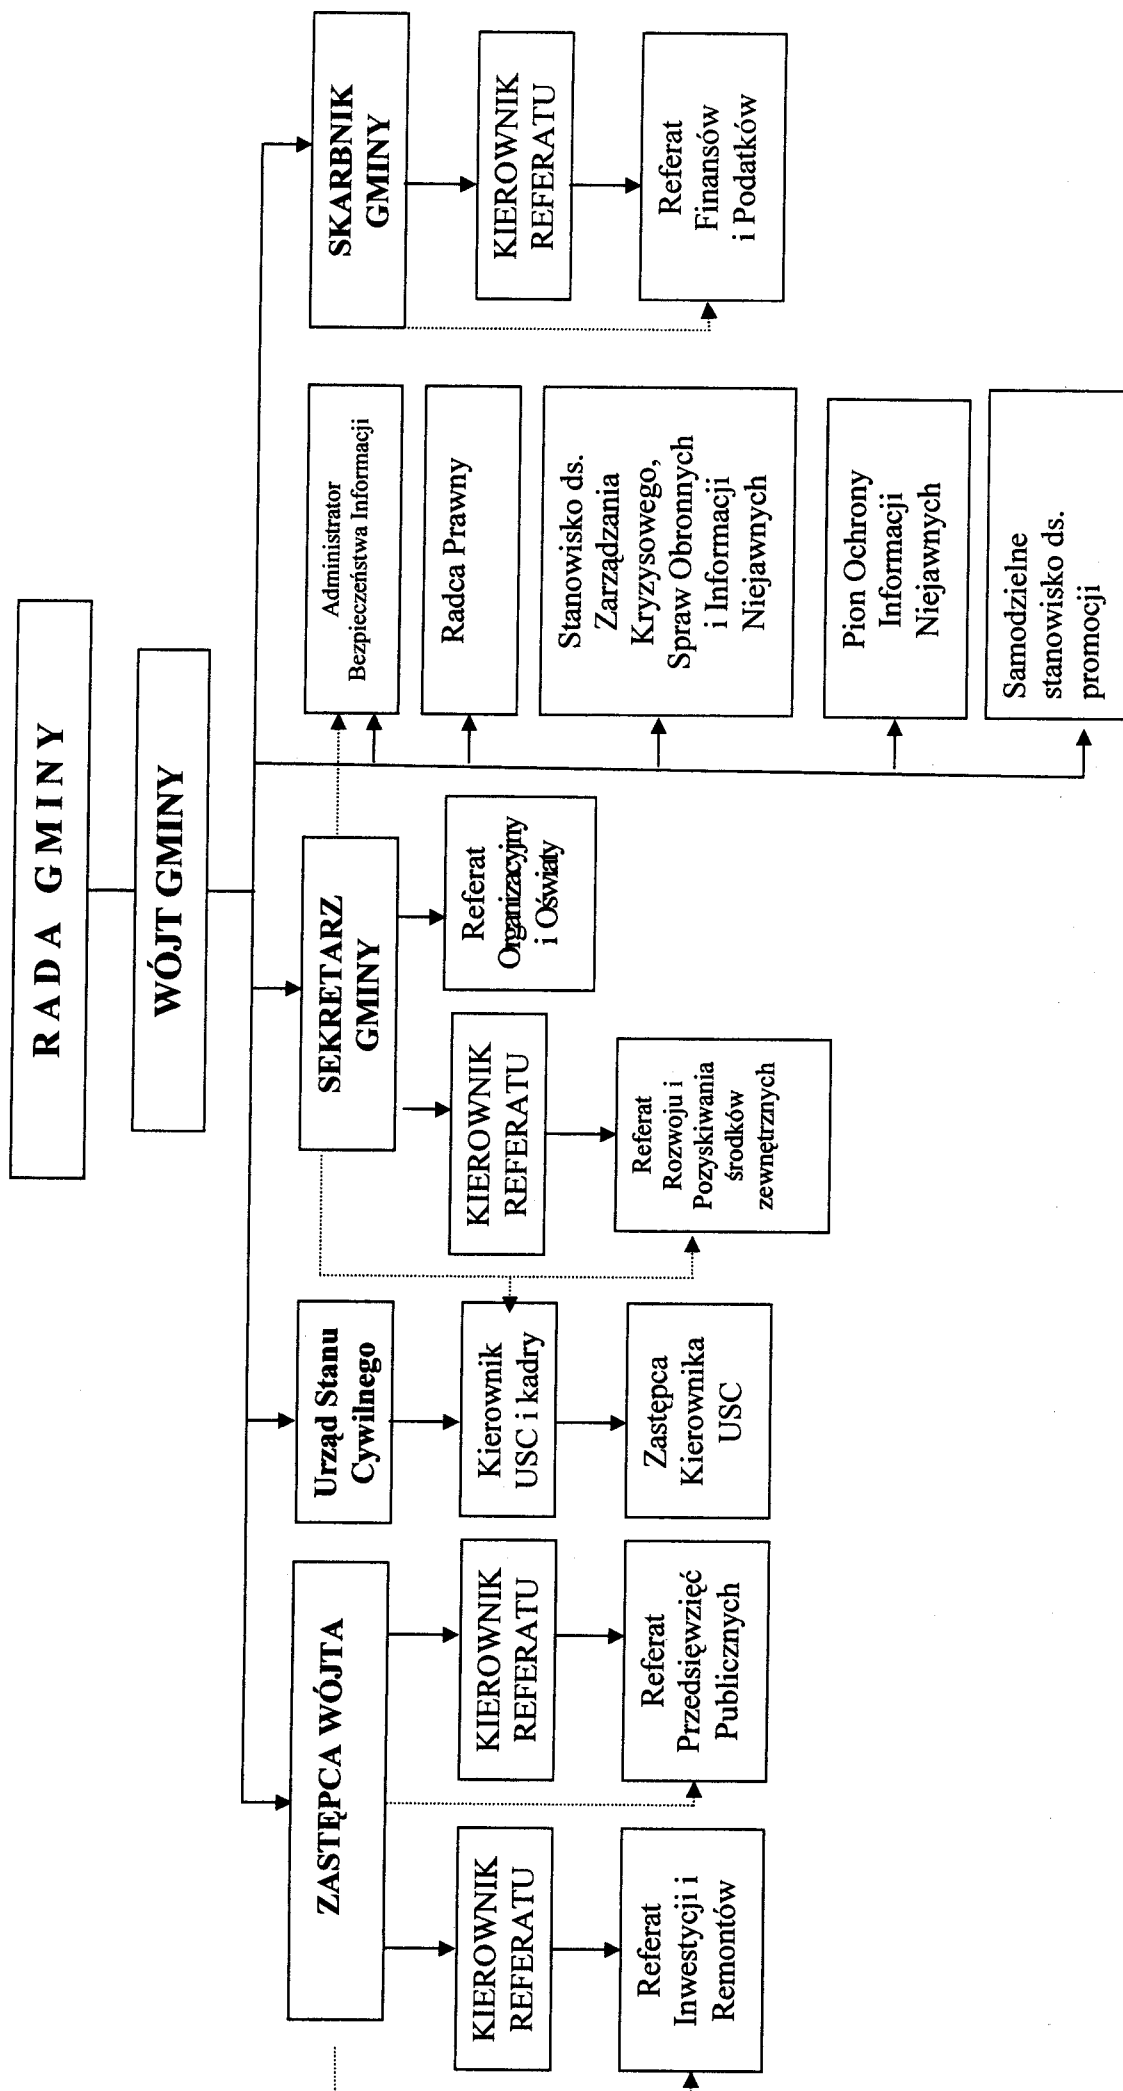 RADA GMINY
WÓJT GMINY
ZASTĘPCA WÓJTA
Urząd Stanu
Cywilnego
SEKRETARZ
GMINY
Administrator
Bezpieczeństwa Informacji
SKARBNIK
GMINY
KIEROWNIK
REFERATU
KIEROWNIK
REFERATU
Kierownik
USC i kadry
KIEROWNIK
REFERATU
Referat
Organizacyjny
i Oświaty
Radca Prawny
KIEROWNIK
REFERATU
Referat
Inwestycji i
Remontów
Referat
Przedsięwzięć
Publicznych
Zastępca
Kierownika
USC
Referat
Rozwoju i
Pozyskiwania
środków
zewnętrznych
Stanowisko ds.
Zarządzania
Kryzysowego,
Spraw Obronnych
i Informacji
Niejawnych
Referat
Finansów
i Podatków
Pion Ochrony
Informacji
Niejawnych
Samodzielne
stanowisko ds.
promocji